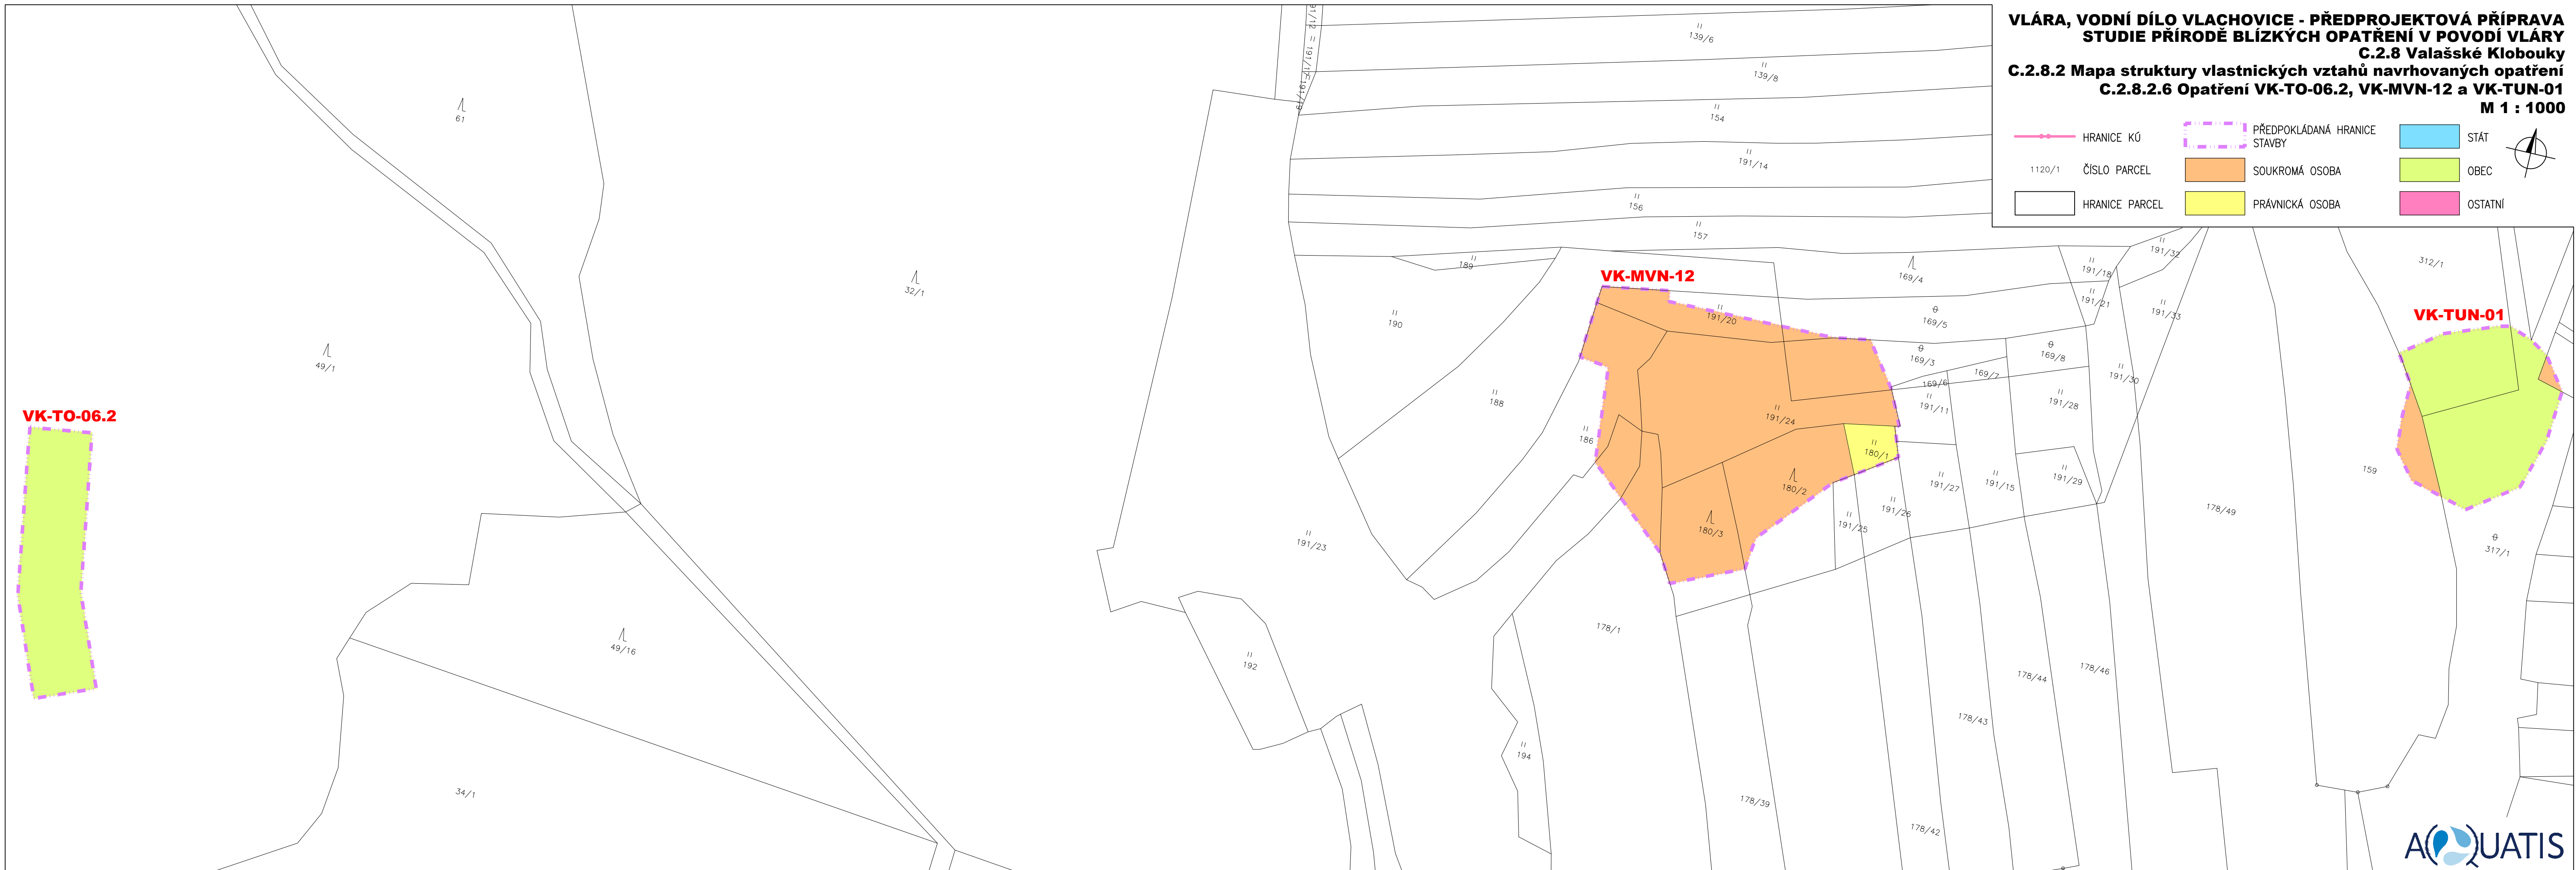 VLÁRA, VODNÍ DÍLO VLACHOVICE - PŘEDPROJEKTOVÁ PŘÍPRAVA
STUDIE PŘÍRODĚ BLÍZKÝCH OPATŘENÍ V POVODÍ VLÁRY
C.2.8 Valašské Klobouky
C.2.8.2 Mapa struktury vlastnických vztahů navrhovaných opatření
C.2.8.2.6 Opatření VK-TO-06.2, VK-MVN-12 a VK-TUN-01
M 1 : 1000
HRANICE KÚ
PŘEDPOKLÁDANÁ HRANICE
STAVBY
STÁT
1120/1
ČÍSLO PARCEL
SOUKROMÁ OSOBA
OBEC
HRANICE PARCEL
PRÁVNICKÁ OSOBA
OSTATNÍ
139/6
139/8
154
191/14
156
157
61
32/1
49/1
49/16
34/1
VK-TO-06.2
VK-MVN-12
VK-TUN-01
189
190
188
186
191/23
192
194
191/20
191/24
180/1
180/2
180/3
169/4
169/5
169/3
169/6
169/7
169/8
191/18
191/21
191/32
191/33
191/30
191/11
191/28
191/27
191/15
191/29
191/26
191/25
178/1
178/39
178/42
178/43
178/44
178/46
178/49
159
312/1
317/1
AQUATIS